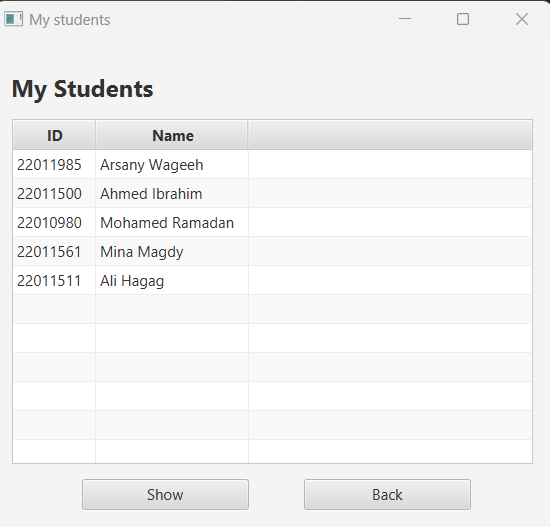 My students
My Students
ID Name
22011985 Arsany Wageeh
22011500 Ahmed Ibrahim
22010980 Mohamed Ramadan
22011561 Mina Magdy
22011511 Ali Hagag
Show Back